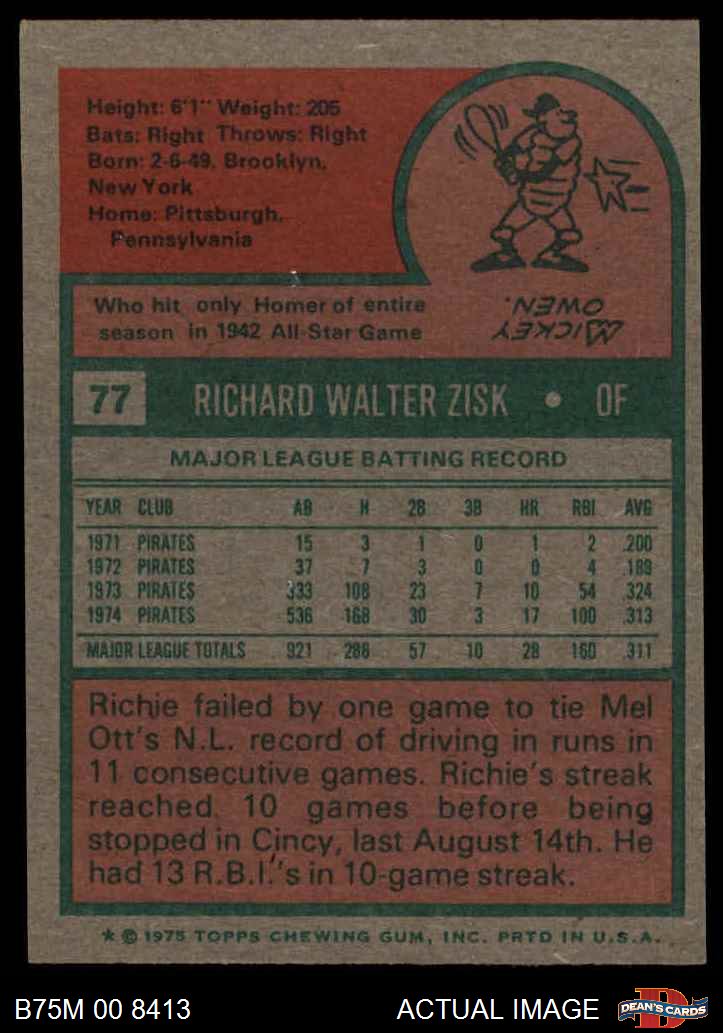 Height: 6'1" Weight: 205
Bats: Right Throws: Right
Born: 2-6-49, Brooklyn,
New York
Home: Pittsburgh,
Pennsylvania
Who hit only Homer of entire
season in 1942 All-Star Game
MICKEY
OWEN.
77 RICHARD WALTER ZISK • OF
MAJOR LEAGUE BATTING RECORD
YEAR CLUB AB H 2B 3B HR RBI AVG
1971 PIRATES 15 3 1 0 1 2 .200
1972 PIRATES 37 7 3 0 0 4 .189
1973 PIRATES 333 108 23 7 10 54 .324
1974 PIRATES 536 168 30 3 17 100 .313
MAJOR LEAGUE TOTALS 921 286 57 10 28 160 .311
Richie failed by one game to tie Mel
Ott's N.L. record of driving in runs in
11 consecutive games. Richie's streak
reached 10 games before being
stopped in Cincy, last August 14th. He
had 13 R.B.I.'s in 10-game streak.
* © 1975 TOPPS CHEWING GUM, INC. PRTD IN U.S.A.
B75M 00 8413 ACTUAL IMAGE
DEAN'S CARDS